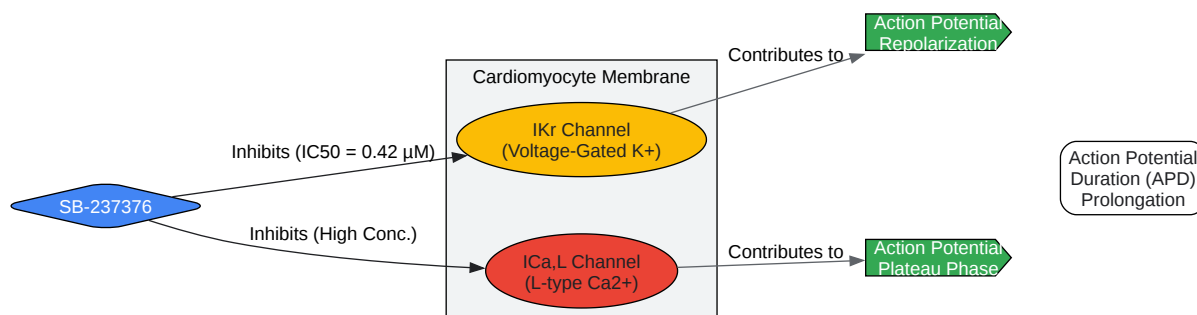 SB-237376
Inhibits (IC50 = 0.42 µM)
Inhibits (High Conc.)
Cardiomyocyte Membrane
IKr Channel
(Voltage-Gated K+)
ICa,L Channel
(L-type Ca2+)
Contributes to
Contributes to
Action Potential
Repolarization
Action Potential
Plateau Phase
Action Potential
Duration (APD)
Prolongation